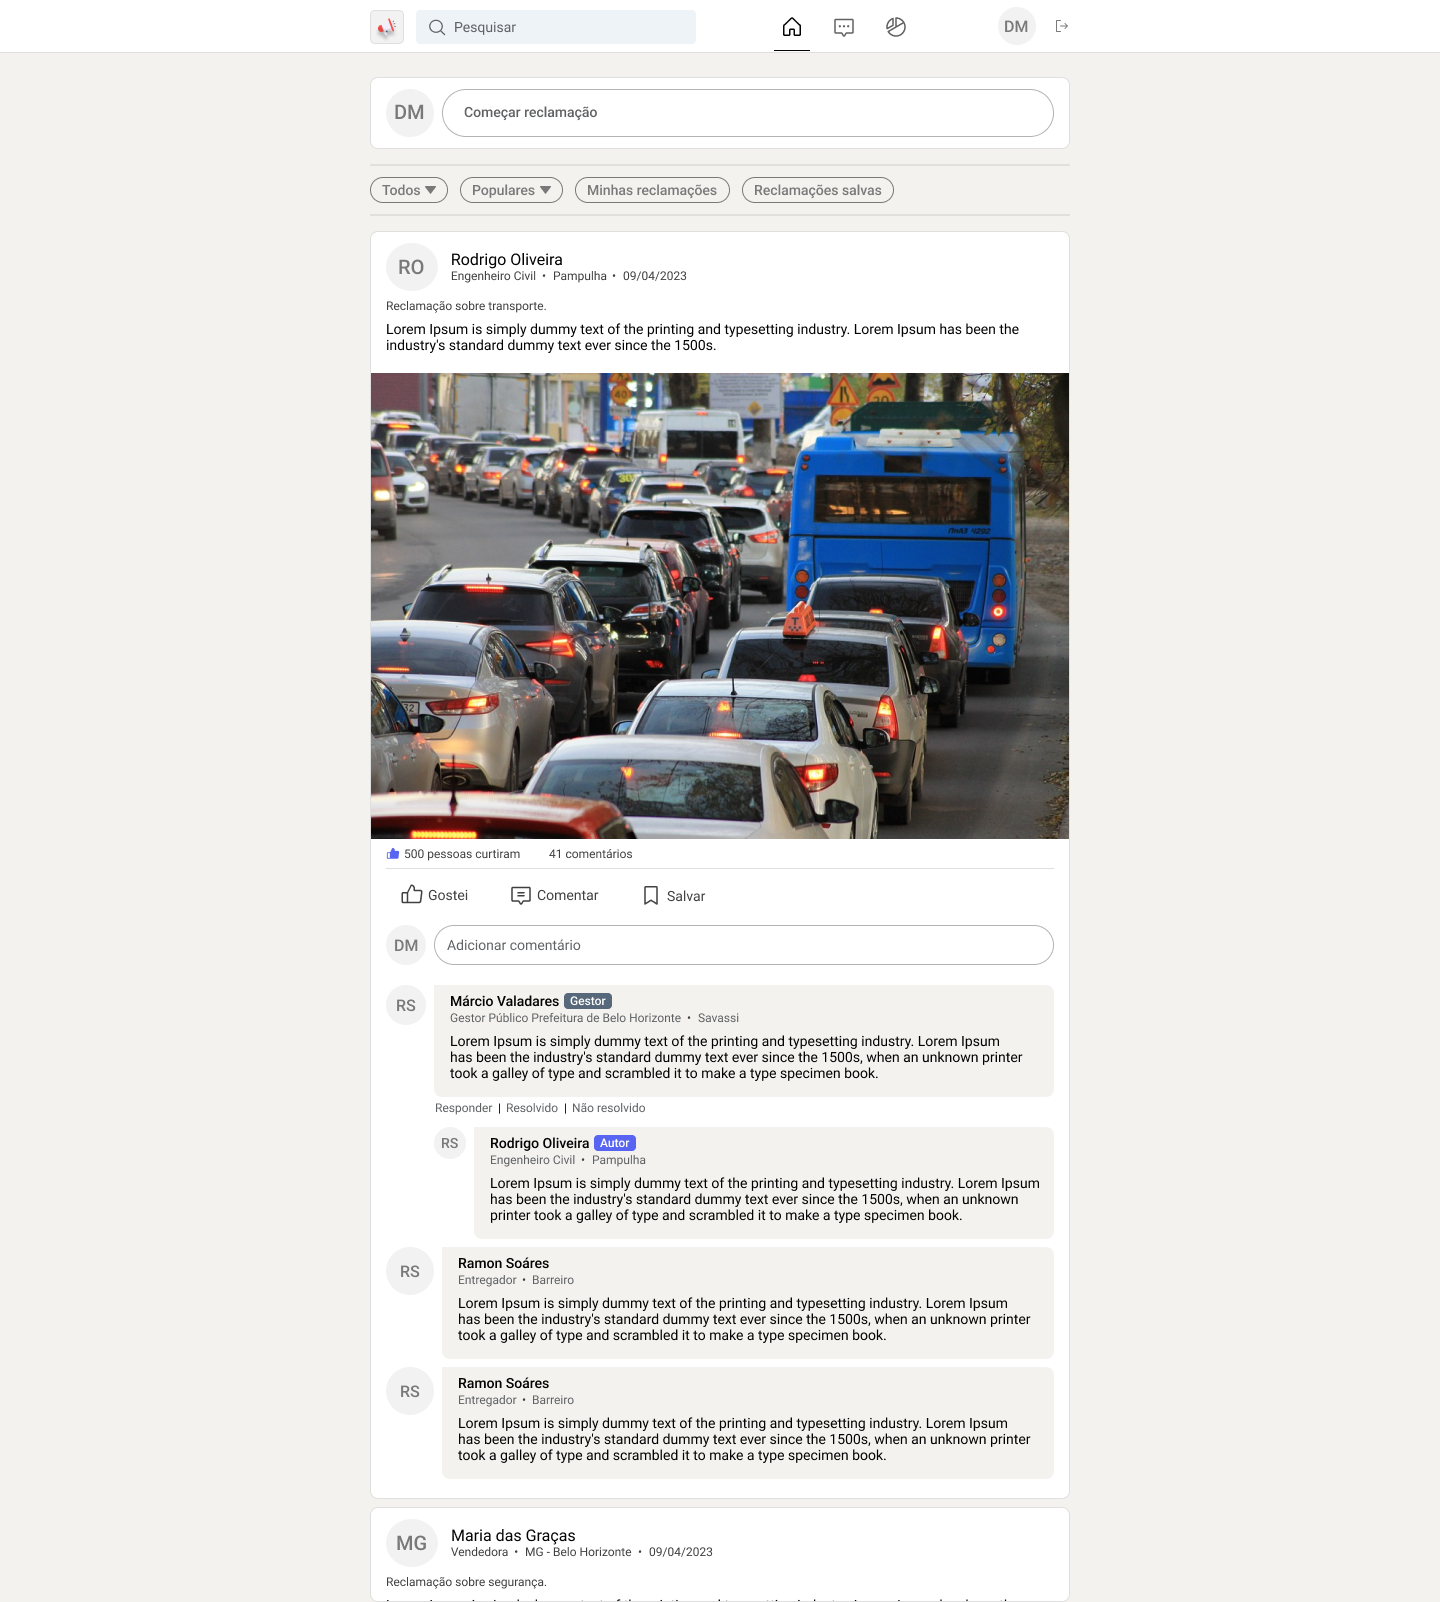 Pesquisar
DM
DM
Começar reclamação
Todos
Populares
Minhas reclamações
Reclamações salvas
RO
Rodrigo Oliveira
Engenheiro Civil • Pampulha • 09/04/2023
Reclamação sobre transporte.
Lorem Ipsum is simply dummy text of the printing and typesetting industry. Lorem Ipsum has been the
industry's standard dummy text ever since the 1500s.
500 pessoas curtiram
41 comentários
Gostei
Comentar
Salvar
DM
Adicionar comentário
RS
Márcio Valadares Gestor
Gestor Público Prefeitura de Belo Horizonte • Savassi
Lorem Ipsum is simply dummy text of the printing and typesetting industry. Lorem Ipsum
has been the industry's standard dummy text ever since the 1500s, when an unknown printer
took a galley of type and scrambled it to make a type specimen book.
Responder | Resolvido | Não resolvido
RS
Rodrigo Oliveira Autor
Engenheiro Civil • Pampulha
Lorem Ipsum is simply dummy text of the printing and typesetting industry. Lorem Ipsum
has been the industry's standard dummy text ever since the 1500s, when an unknown
printer took a galley of type and scrambled it to make a type specimen book.
RS
Ramon Soáres
Entregador • Barreiro
Lorem Ipsum is simply dummy text of the printing and typesetting industry. Lorem Ipsum
has been the industry's standard dummy text ever since the 1500s, when an unknown printer
took a galley of type and scrambled it to make a type specimen book.
RS
Ramon Soáres
Entregador • Barreiro
Lorem Ipsum is simply dummy text of the printing and typesetting industry. Lorem Ipsum
has been the industry's standard dummy text ever since the 1500s, when an unknown printer
took a galley of type and scrambled it to make a type specimen book.
MG
Maria das Graças
Vendedora • MG - Belo Horizonte • 09/04/2023
Reclamação sobre segurança.